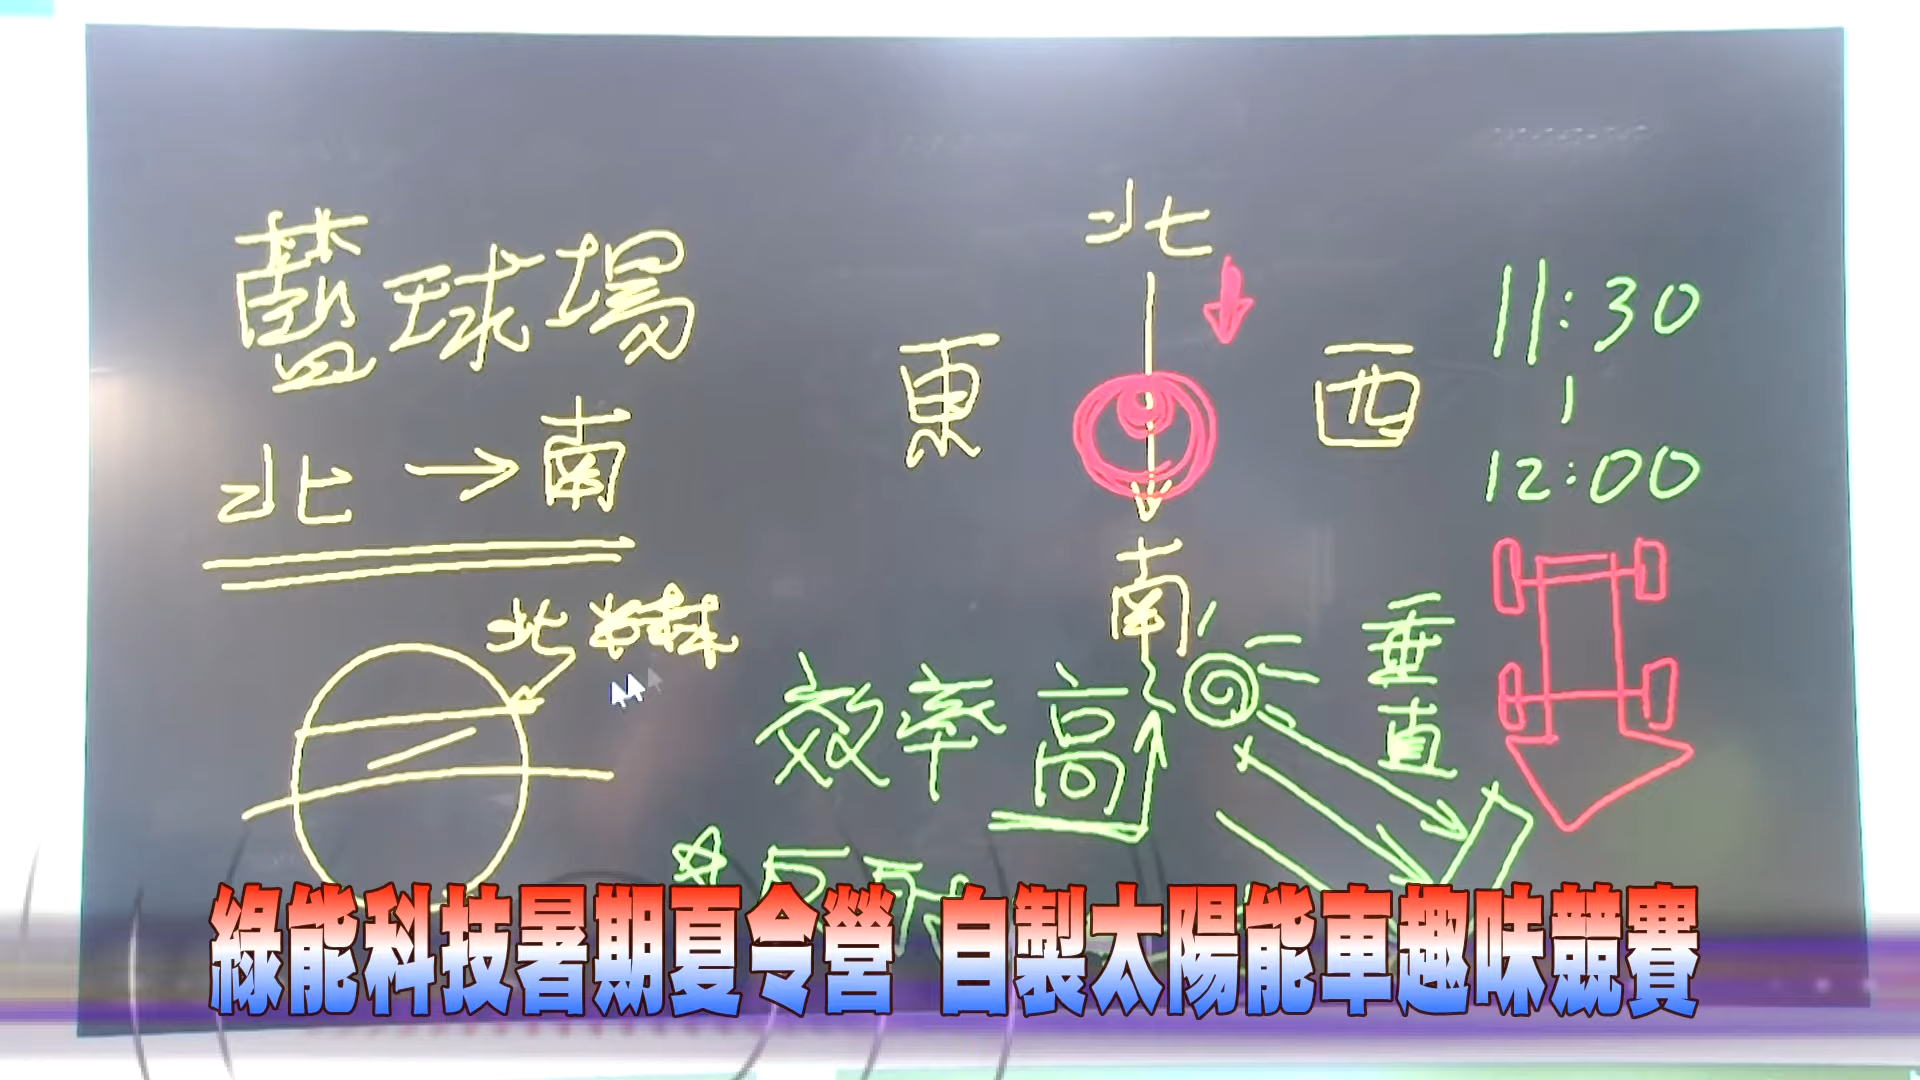 籃球場
北 → 南
北
北
東
西
南
11:30
|
12:00
垂直
效率高
綠能科技暑期夏令營 自製太陽能車趣味競賽